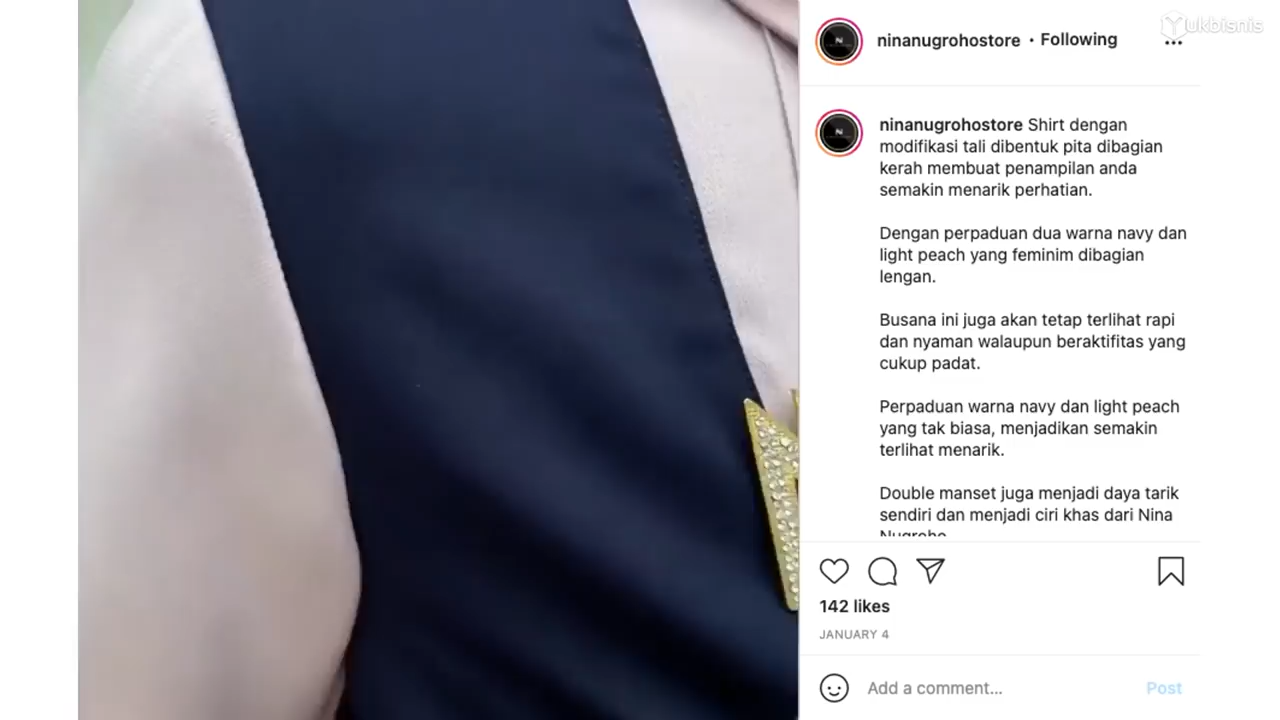 Yukbisnis
ninanugrohostore • Following
ninanugrohostore Shirt dengan
modifikasi tali dibentuk pita dibagian
kerah membuat penampilan anda
semakin menarik perhatian.
Dengan perpaduan dua warna navy dan
light peach yang feminim dibagian
lengan.
Busana ini juga akan tetap terlihat rapi
dan nyaman walaupun beraktifitas yang
cukup padat.
Perpaduan warna navy dan light peach
yang tak biasa, menjadikan semakin
terlihat menarik.
Double manset juga menjadi daya tarik
sendiri dan menjadi ciri khas dari Nina
Nugroho
142 likes
JANUARY 4
Add a comment...
Post